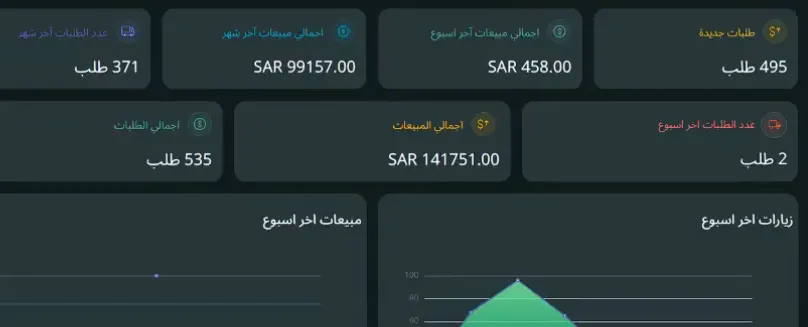 طلبات جديدة
495 طلب
اجمالي مبيعات آخر اسبوع
SAR 458.00
اجمالي مبيعات آخر شهر
SAR 99157.00
عدد الطلبات آخر شهر
371 طلب
عدد الطلبات اخر اسبوع
2 طلب
اجمالي المبيعات
SAR 141751.00
اجمالي الطلبات
535 طلب
زيارات اخر اسبوع
مبيعات اخر اسبوع
100
80
60